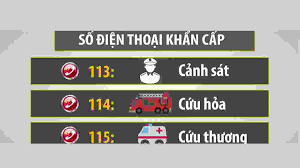 SỐ ĐIỆN THOẠI KHẨN CẤP
113: Cảnh sát
114: Cứu hỏa
115: Cứu thương